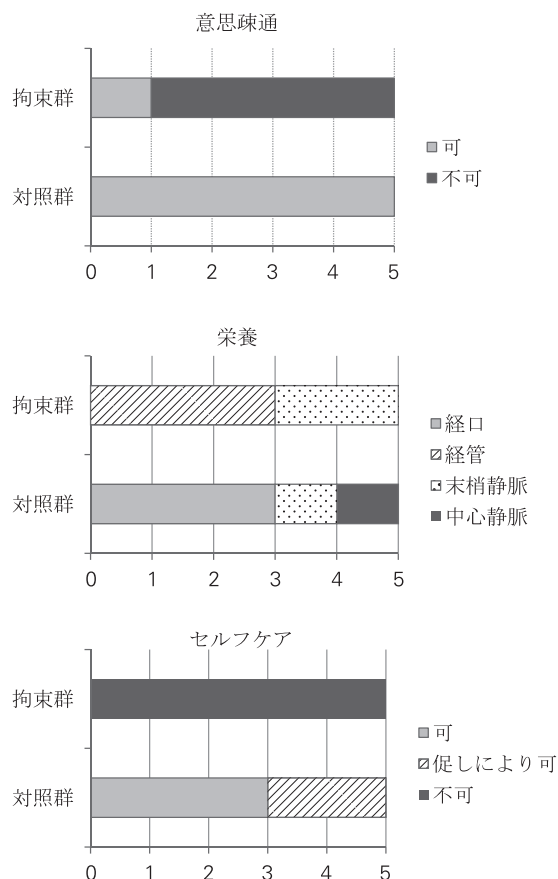 意思疎通
拘束群
対照群
可
不可
0 1 2 3 4 5
栄養
拘束群
対照群
経口
経管
末梢静脈
中心静脈
0 1 2 3 4 5
セルフケア
拘束群
対照群
可
促しにより可
不可
0 1 2 3 4 5